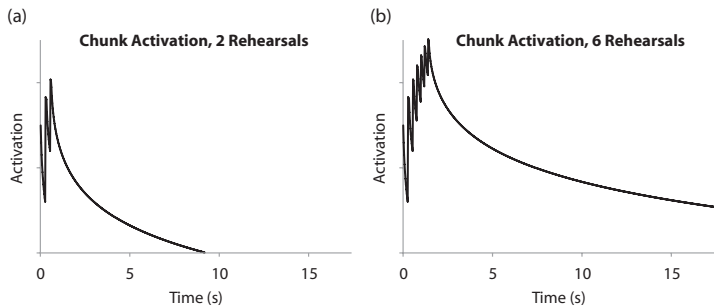 (a)
Chunk Activation, 2 Rehearsals
Activation
0 5 10 15
Time (s)
(b)
Chunk Activation, 6 Rehearsals
Activation
0 5 10 15
Time (s)